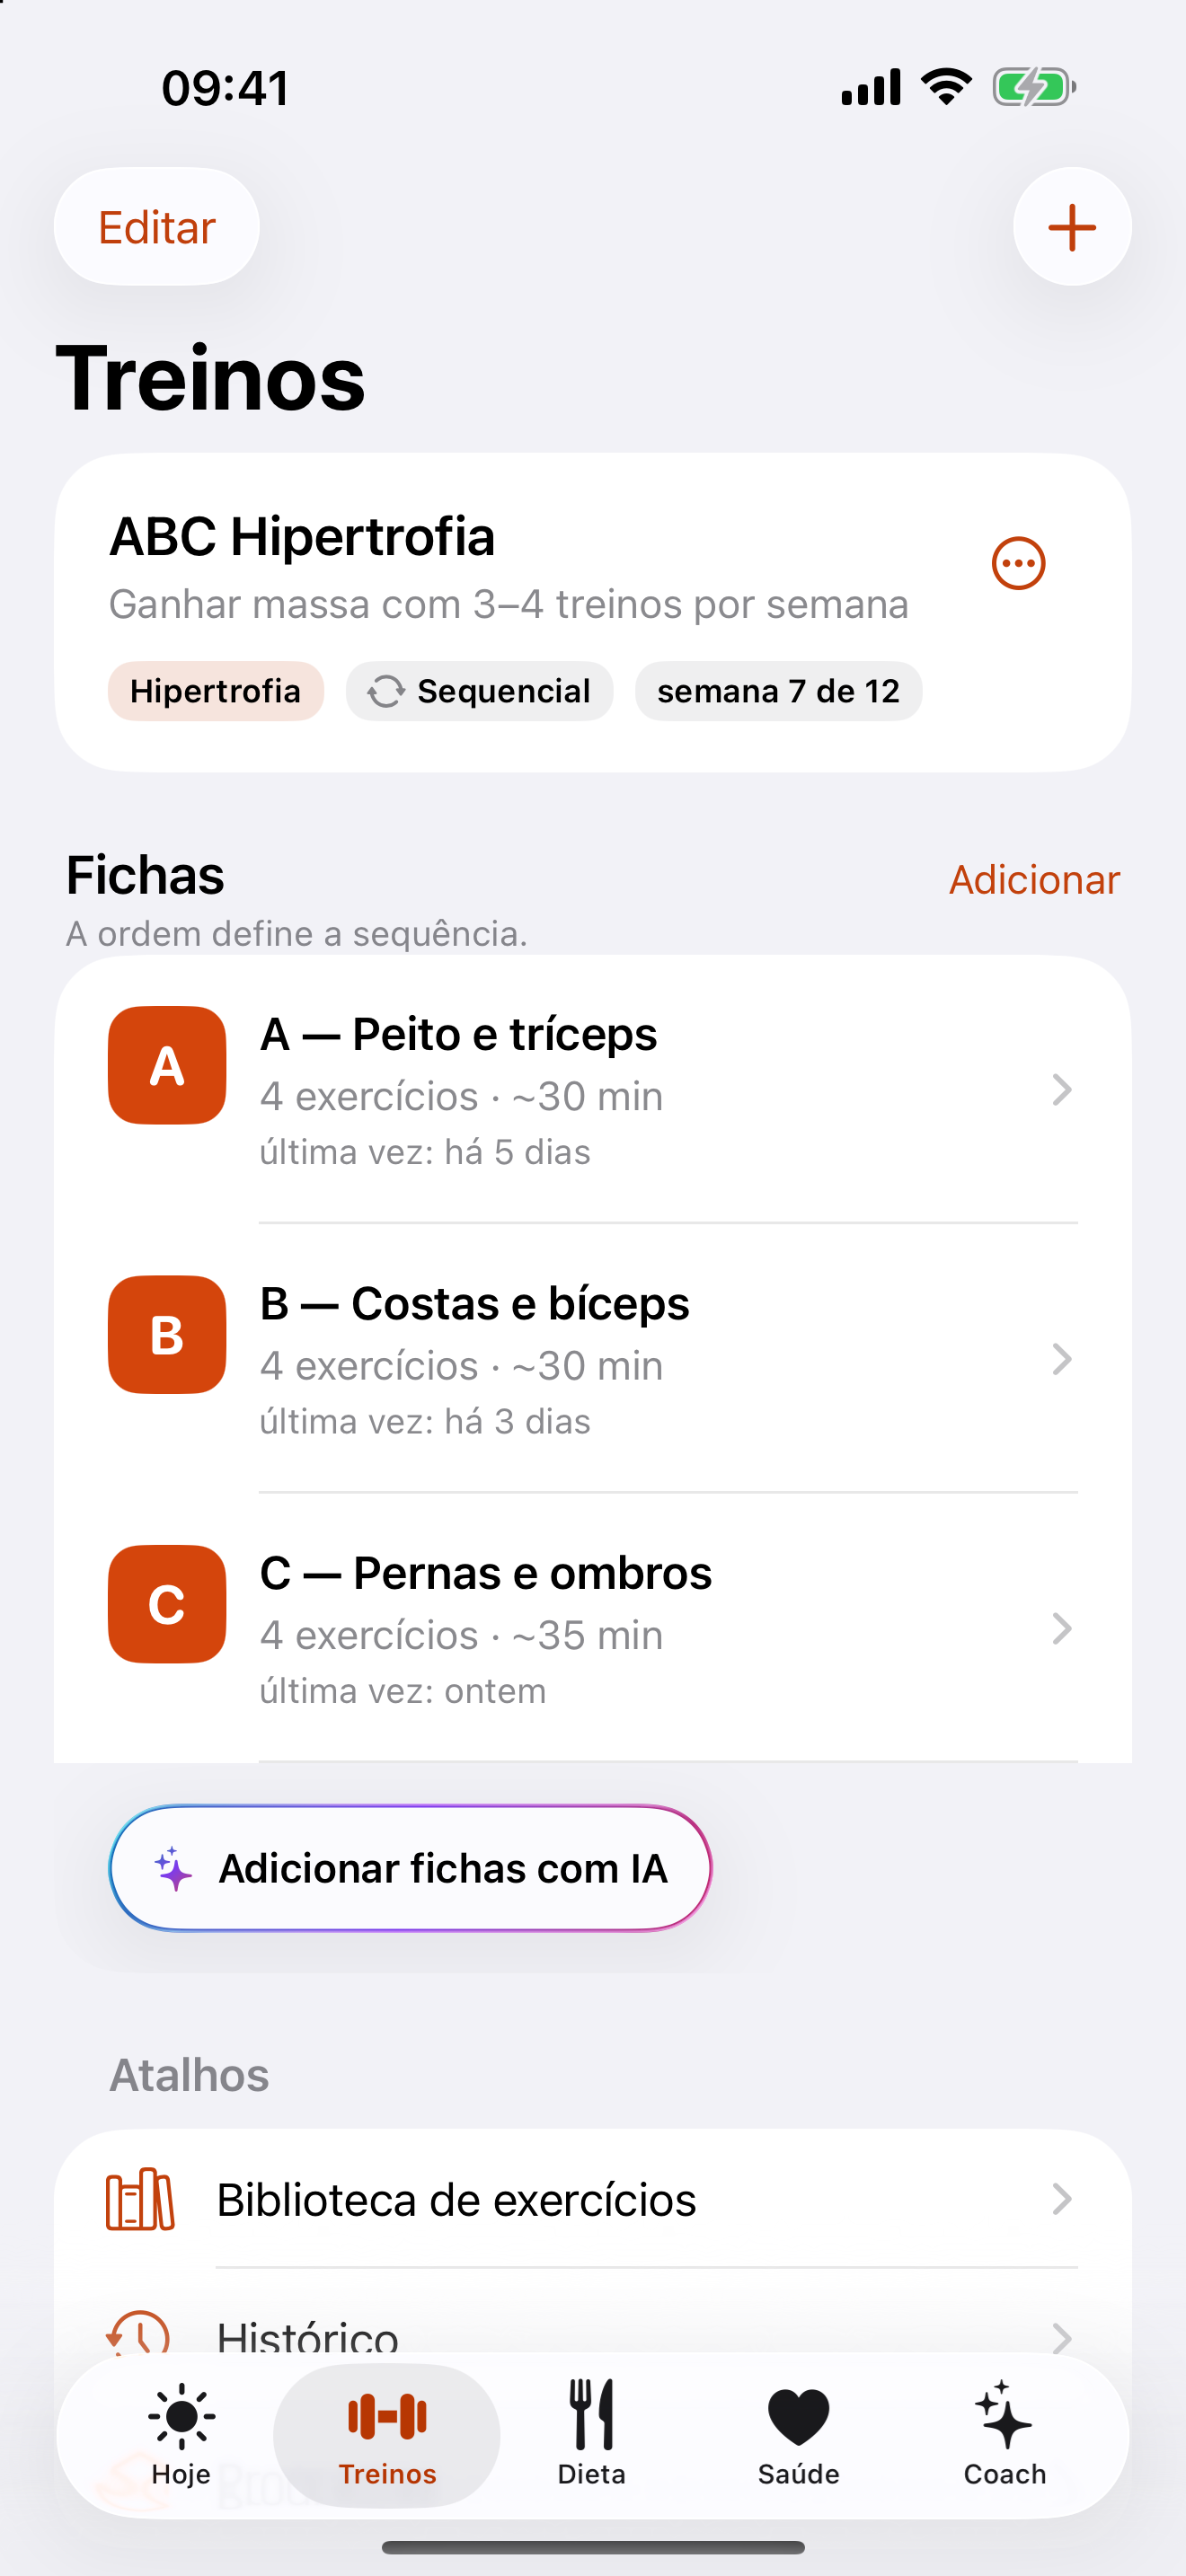 09:41
Editar
Treinos
ABC Hipertrofia
Ganhar massa com 3–4 treinos por semana
Hipertrofia
Sequencial
semana 7 de 12
Fichas
Adicionar
A ordem define a sequência.
A
A — Peito e tríceps
4 exercícios · ~30 min
última vez: há 5 dias
B
B — Costas e bíceps
4 exercícios · ~30 min
última vez: há 3 dias
C
C — Pernas e ombros
4 exercícios · ~35 min
última vez: ontem
Adicionar fichas com IA
Atalhos
Biblioteca de exercícios
Histórico
Hoje
Treinos
Dieta
Saúde
Coach